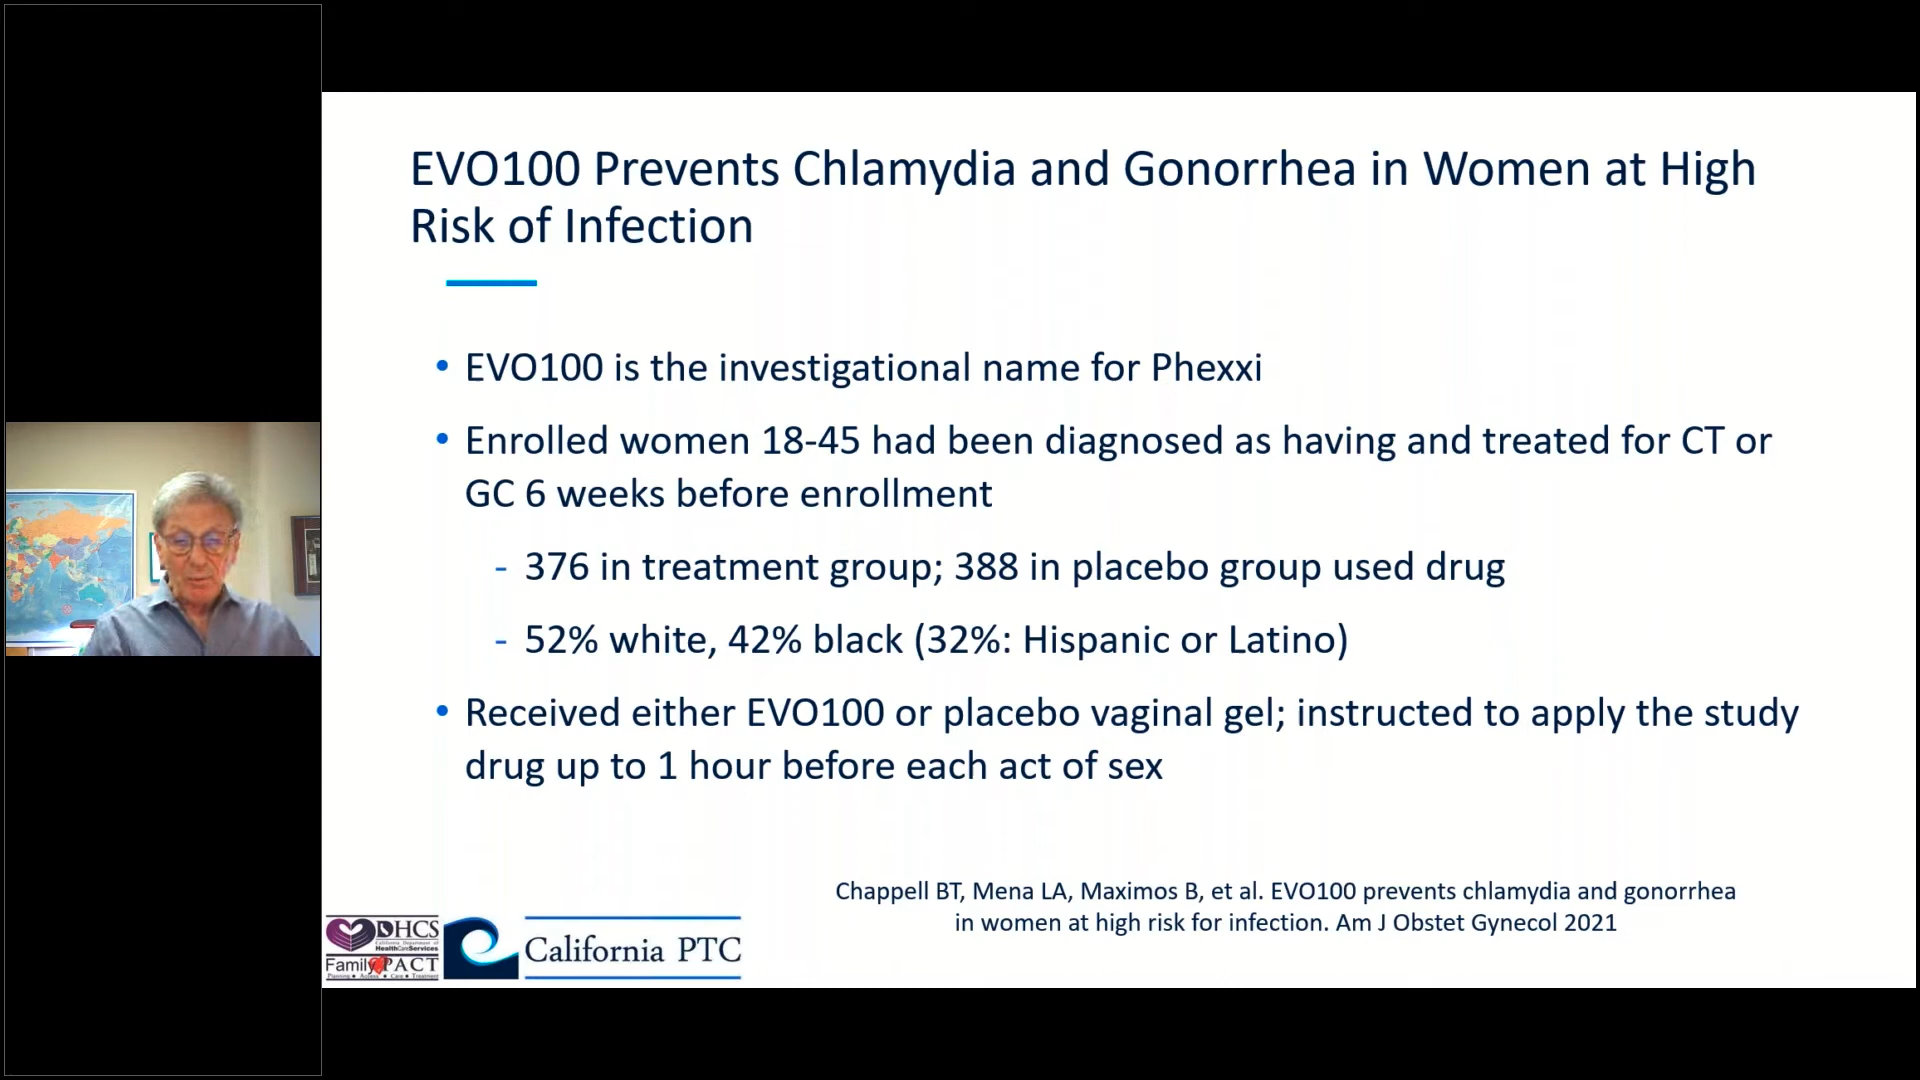 EVO100 Prevents Chlamydia and Gonorrhea in Women at High
Risk of Infection
• EVO100 is the investigational name for Phexxi
• Enrolled women 18-45 had been diagnosed as having and treated for CT or
GC 6 weeks before enrollment
- 376 in treatment group; 388 in placebo group used drug
- 52% white, 42% black (32%: Hispanic or Latino)
• Received either EVO100 or placebo vaginal gel; instructed to apply the study
drug up to 1 hour before each act of sex
Chappell BT, Mena LA, Maximos B, et al. EVO100 prevents chlamydia and gonorrhea
in women at high risk for infection. Am J Obstet Gynecol 2021
DHCS
California Department of
HealthCareServices
Family PACT
California PTC